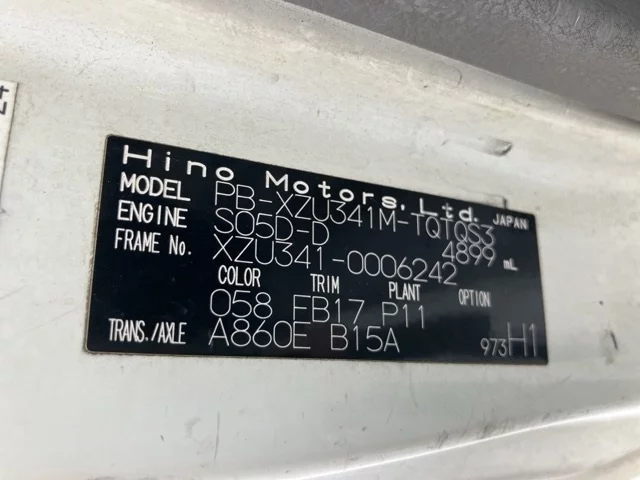 Hino Motors, Ltd. JAPAN
MODEL PB-XZU341M-TQTQS3
ENGINE S05D-D 4899 mL
FRAME No. XZU341-0006242
COLOR TRIM PLANT OPTION
058 FB17 P11
TRANS./AXLE A860E B15A 973H1